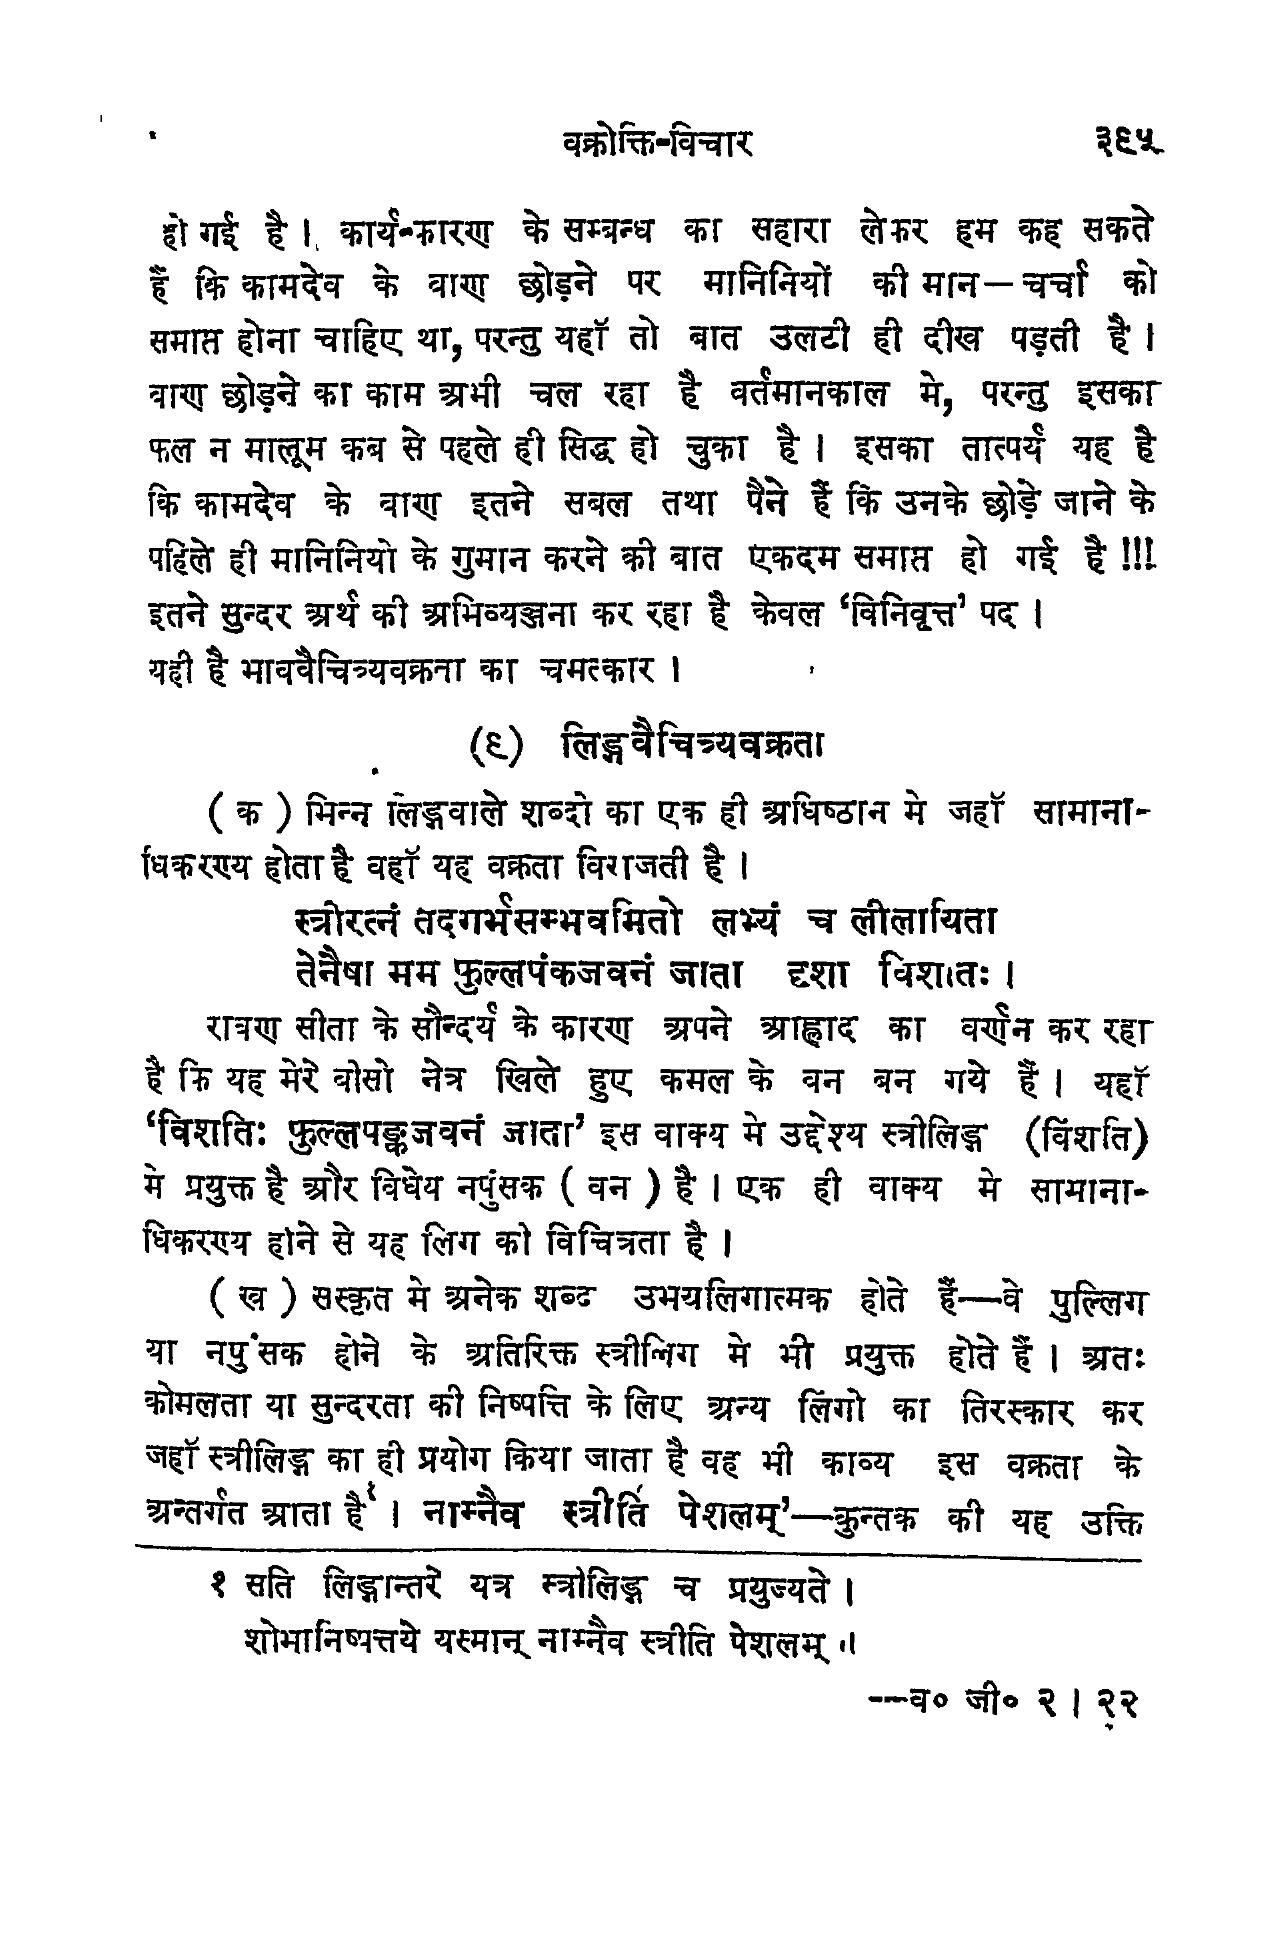 वक्रोक्ति-विचार ३९५
हो गई है । कार्य-कारण के सम्बन्ध का सहारा लेकर हम कह सकते
हैं कि कामदेव के वाण छोड़ने पर मानिनियों की मान—चर्चा को
समाप्त होना चाहिए था, परन्तु यहाँ तो बात उलटी ही दीख पड़ती है ।
वाण छोड़ने का काम अभी चल रहा है वर्तमानकाल मे, परन्तु इसका
फल न मालूम कब से पहले ही सिद्ध हो चुका है । इसका तात्पर्य यह है
कि कामदेव के वाण इतने सबल तथा पैने हैं कि उनके छोड़े जाने के
पहिले ही मानिनियो के गुमान करने की बात एकदम समाप्त हो गई है !!!
इतने सुन्दर अर्थ की अभिव्यञ्जना कर रहा है केवल ‘विनिवृत्त’ पद ।
यही है भाववैचित्र्यवक्रता का चमत्कार ।
(९) लिङ्गवैचित्र्यवक्रता
( क ) भिन्न लिङ्गवाले शब्दो का एक ही अधिष्ठान मे जहाँ सामाना-
धिकरण्य होता है वहाँ यह वक्रता विराजती है ।
स्त्रीरत्नं तदगर्भसम्भवमितो लभ्यं च लीलायिता
तेनैषा मम फुल्लपंकजवनं जाता दृशा विशतिः ।
रावण सीता के सौन्दर्य के कारण अपने आह्लाद का वर्णन कर रहा
है कि यह मेरे बीसो नेत्र खिले हुए कमल के वन बन गये हैं । यहाँ
‘विशतिः फुल्लपङ्कजवनं जाता’ इस वाक्य मे उद्देश्य स्त्रीलिङ्ग (विंशति)
मे प्रयुक्त है और विधेय नपुंसक ( वन ) है । एक ही वाक्य मे सामाना-
धिकरण्य होने से यह लिग की विचित्रता है ।
( ख ) सस्कृत मे अनेक शब्द उभयलिगात्मक होते हैं—वे पुल्लिग
या नपुंसक होने के अतिरिक्त स्त्रीलिग मे भी प्रयुक्त होते हैं । अतः
कोमलता या सुन्दरता की निष्पत्ति के लिए अन्य लिंगो का तिरस्कार कर
जहाँ स्त्रीलिङ्ग का ही प्रयोग किया जाता है वह भी काव्य इस वक्रता के
अन्तर्गत आता है१ । नाम्नैव स्त्रीति पेशलम्’—कुन्तक की यह उक्ति
१ सति लिङ्गान्तरे यत्र स्त्रीलिङ्ग च प्रयुज्यते ।
शोभानिष्पत्तये यस्मान् नाम्नैव स्त्रीति पेशलम् ॥
—व० जी० २ । २२